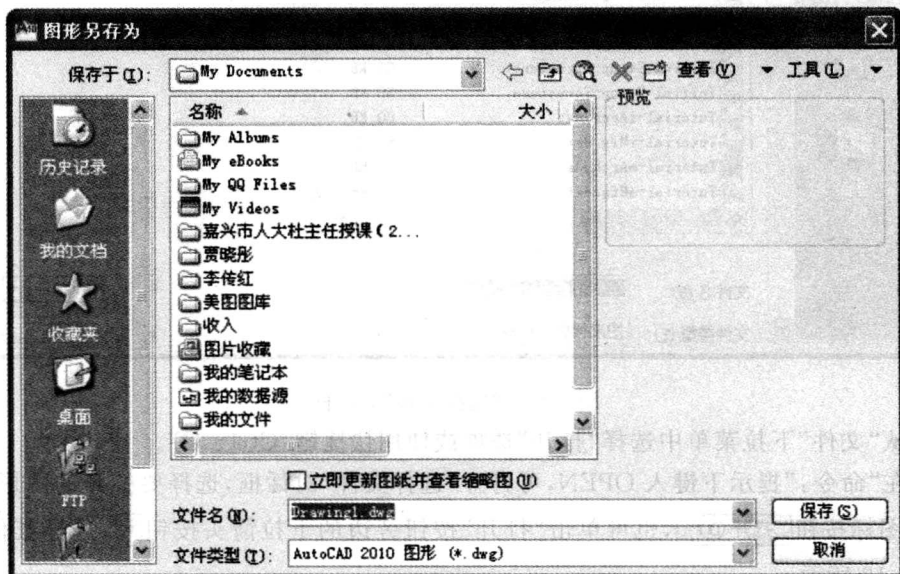 图形另存为
保存于(I):
My Documents
查看(V)
工具(L)
历史记录
我的文档
收藏夹
桌面
FTP
名称
大小
My Albums
My eBooks
My QQ Files
My Videos
嘉兴市人大杜主任授课(2...
贾晓彤
李传红
美图图库
收入
图片收藏
我的笔记本
我的数据源
我的文件
预览
立即更新图纸并查看缩略图(U)
文件名(N):
Drawing1.dwg
保存(S)
文件类型(T):
AutoCAD 2010 图形 (*.dwg)
取消